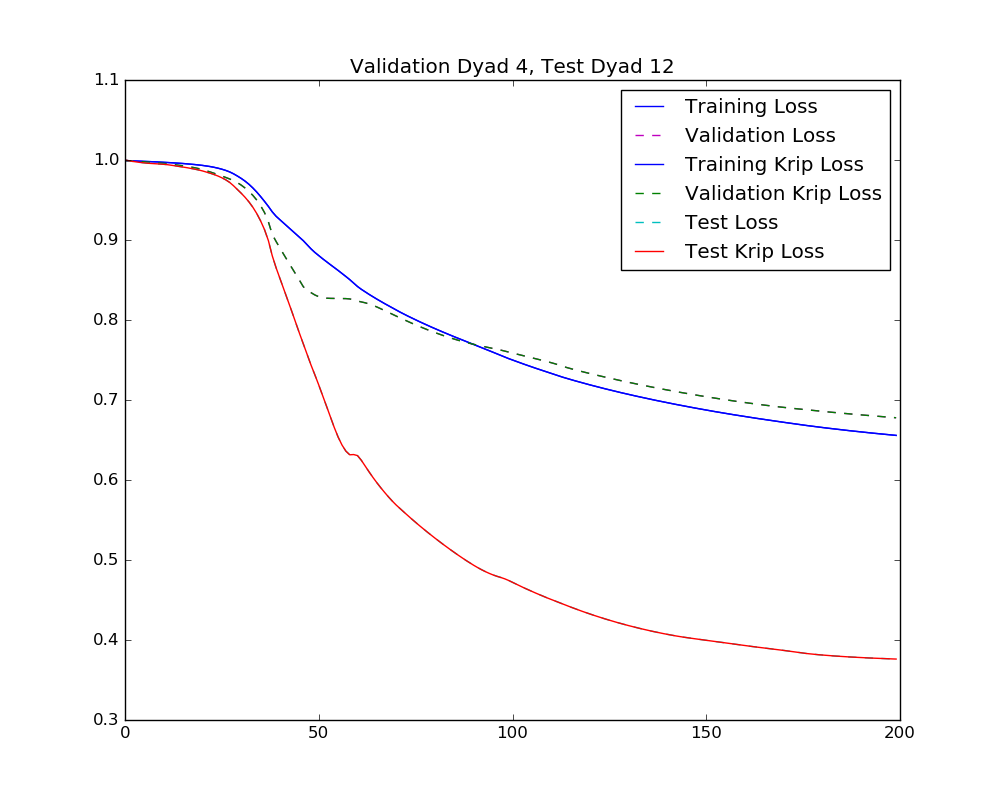 Validation Dyad 4, Test Dyad 12
1.1
1.0
0.9
0.8
0.7
0.6
0.5
0.4
0.3
0 50 100 150 200
Training Loss
Validation Loss
Training Krip Loss
Validation Krip Loss
Test Loss
Test Krip Loss